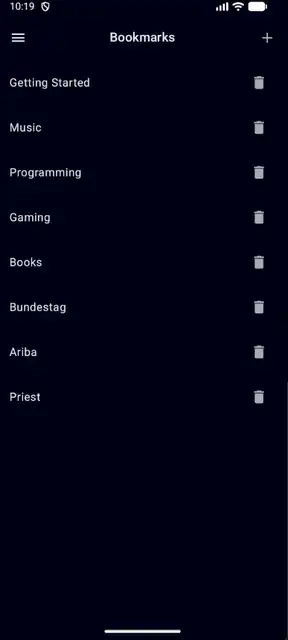 10:19
Bookmarks
Getting Started
Music
Programming
Gaming
Books
Bundestag
Ariba
Priest